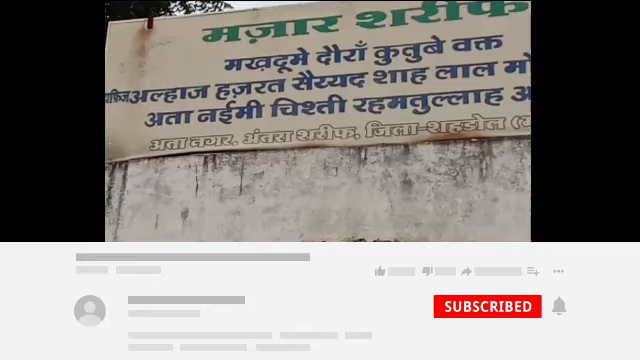 मज़ार शरीफ
मखदूमे दौराँ कुतुबे वक्त
अल्हाज हज़रत सैय्यद शाह लाल
अता नईमी चिश्ती रहमतुल्लाह
अता नगर, अंतरा शरीफ, जिला-शहडोल
SUBSCRIBED